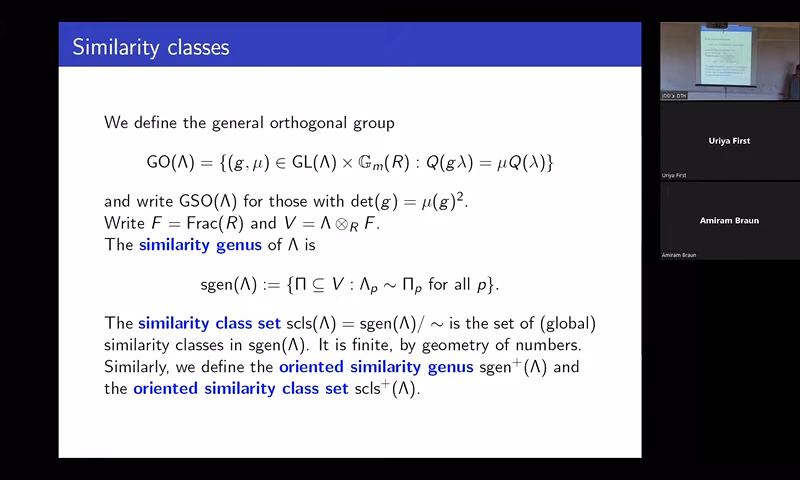 Similarity classes
We define the general orthogonal group
GO(Λ) = {(g, μ) ∈ GL(Λ) × 𝔾ₘ(R) : Q(gλ) = μQ(λ)}
and write GSO(Λ) for those with det(g) = μ(g)².
Write F = Frac(R) and V = Λ ⊗_R F.
The similarity genus of Λ is
sgen(Λ) := {Π ⊆ V : Λ_p ∼ Π_p for all p}.
The similarity class set scls(Λ) = sgen(Λ)/ ∼ is the set of (global)
similarity classes in sgen(Λ). It is finite, by geometry of numbers.
Similarly, we define the oriented similarity genus sgen⁺(Λ) and
the oriented similarity class set scls⁺(Λ).
Uriya First
Uriya First
Amiram Braun
Amiram Braun